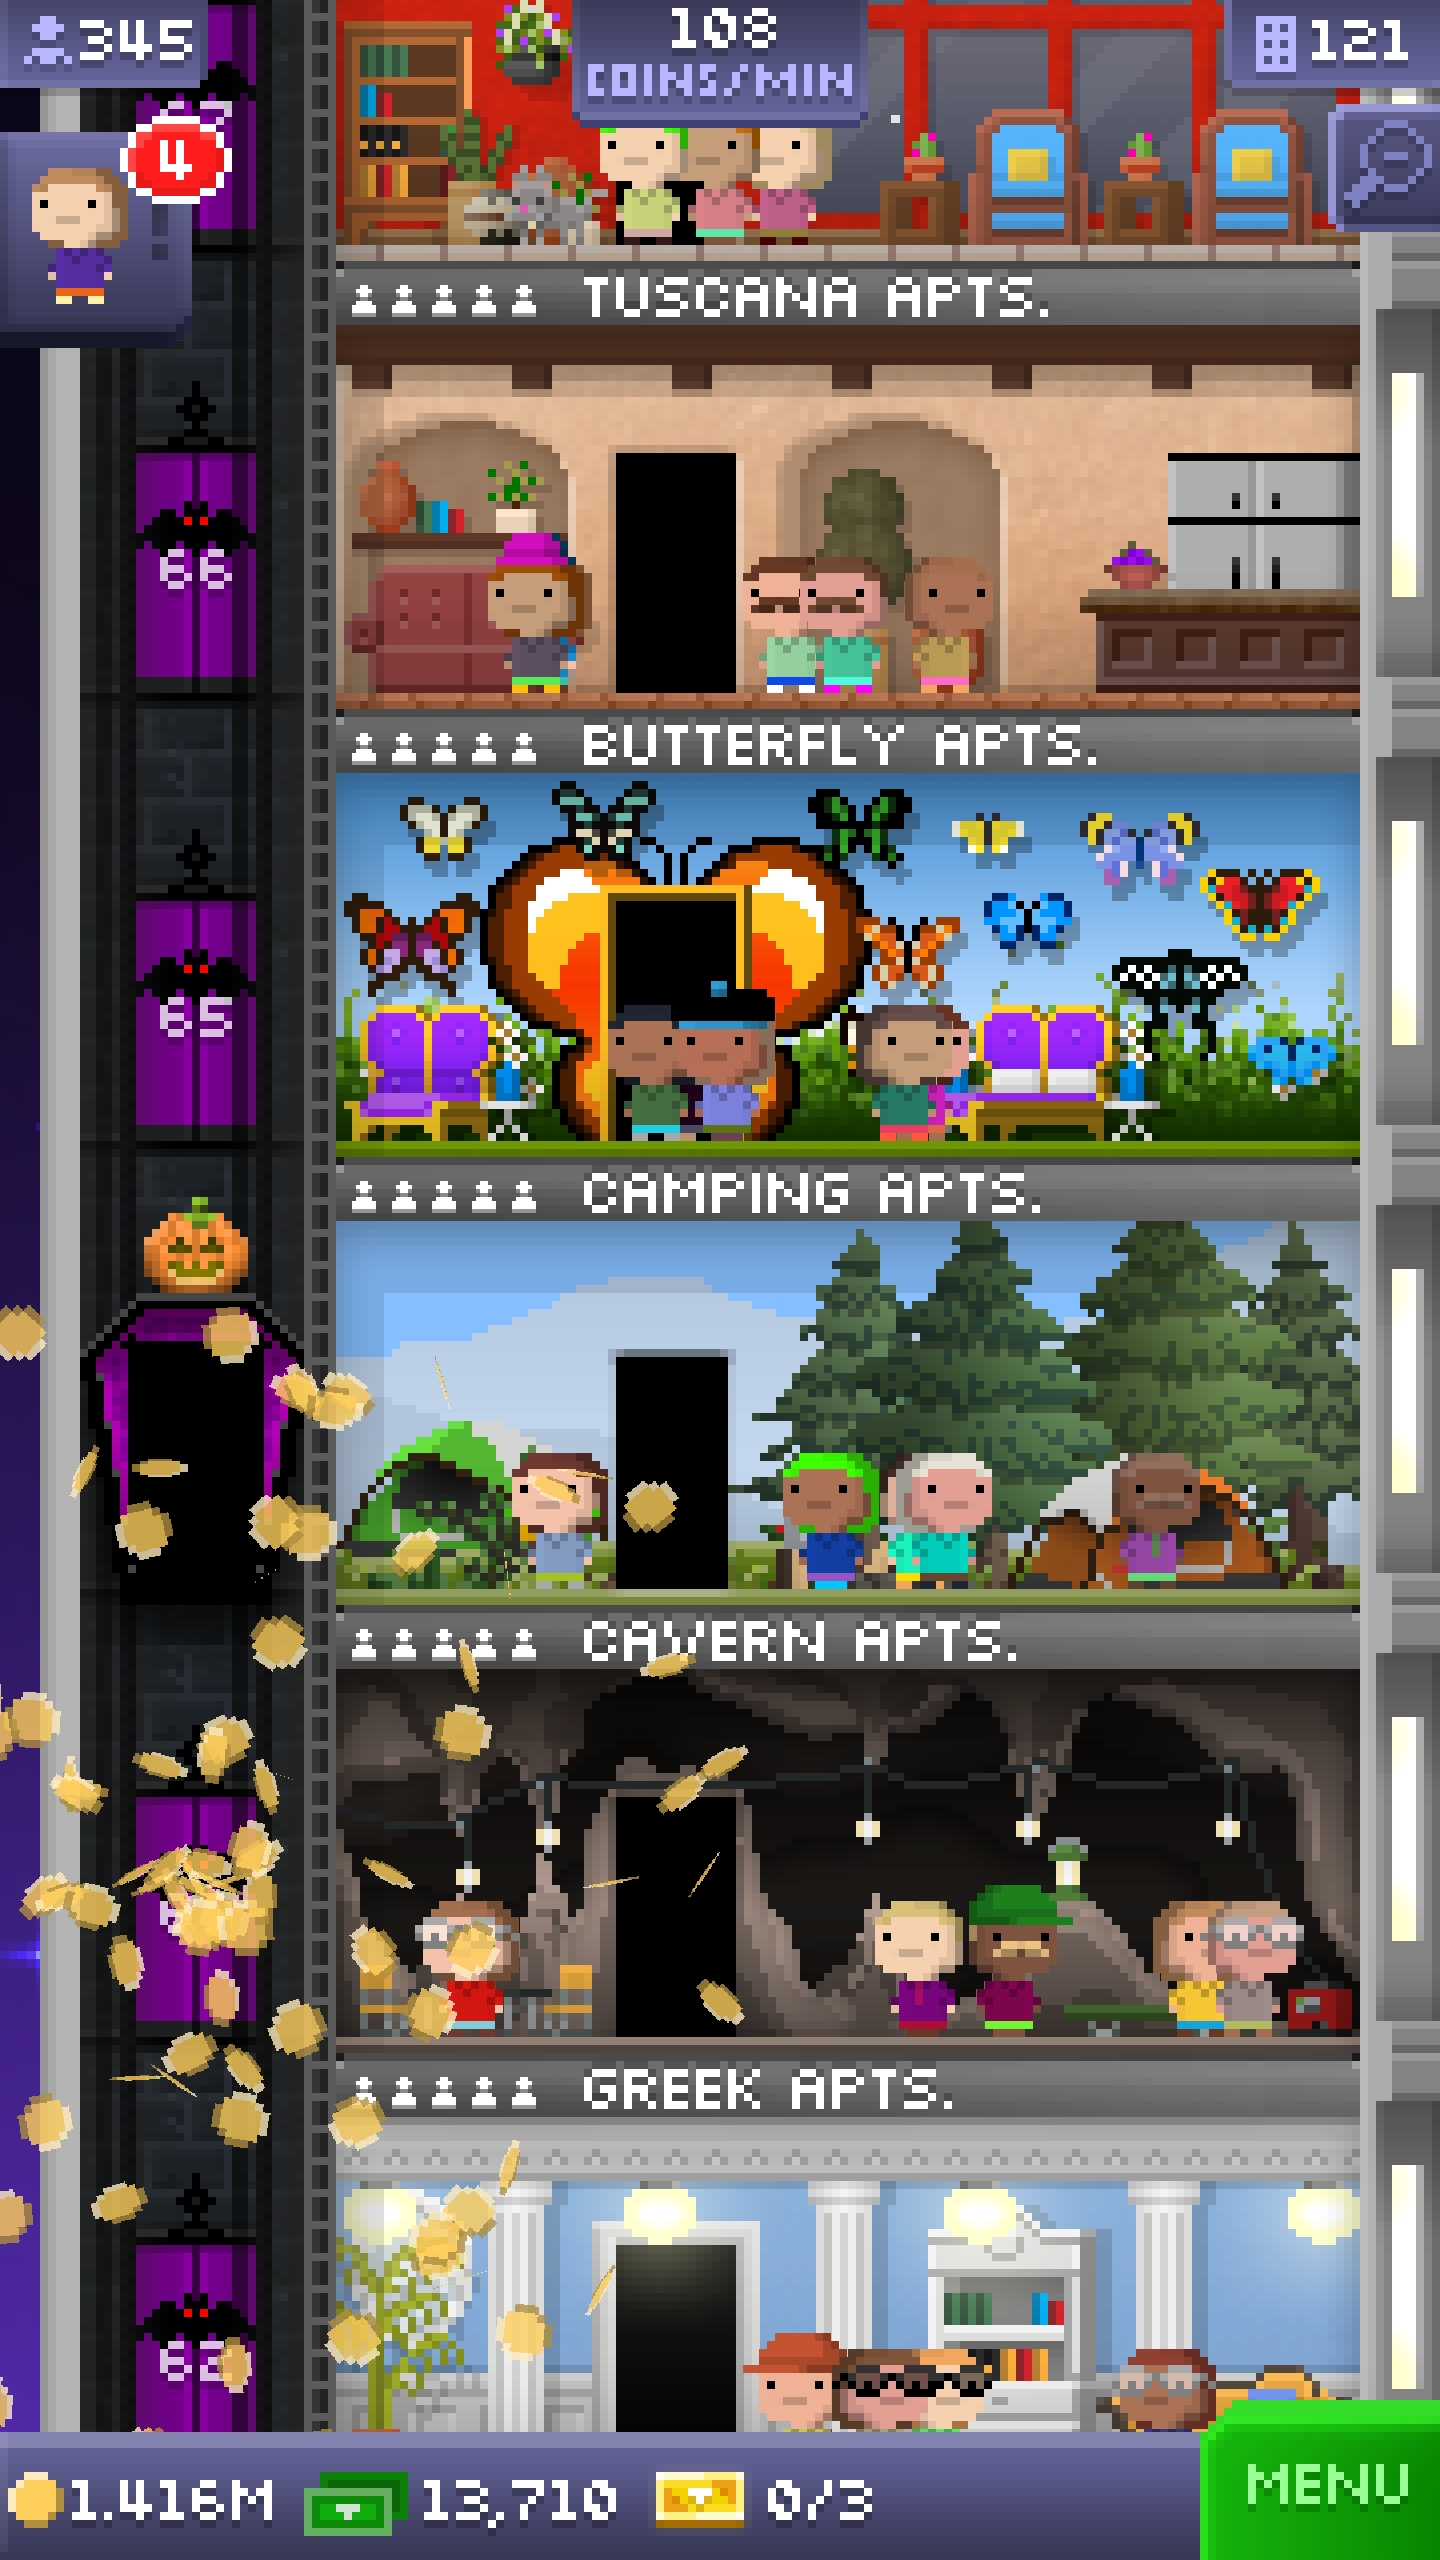 345
108
COINS/MIN
121
4
TUSCANA APTS.
66
BUTTERFLY APTS.
65
CAMPING APTS.
CAVERN APTS.
GREEK APTS.
62
1.416M
13,710
0/3
MENU